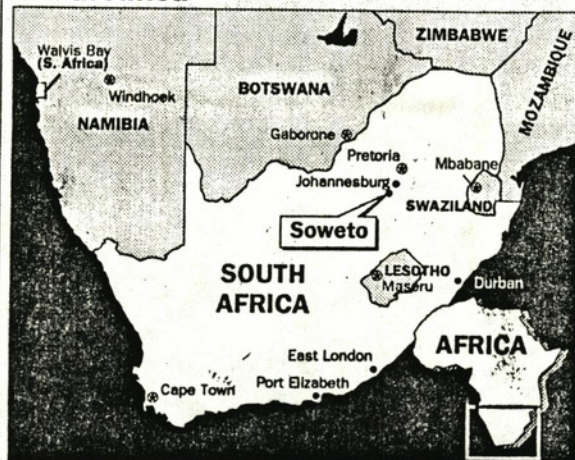 ZIMBABWE
Walvis Bay
(S. Africa)
Windhoek
BOTSWANA
MOZAMBIQUE
NAMIBIA
Gaborone
Pretoria
Mbabane
Johannesburg
SWAZILAND
Soweto
SOUTH
AFRICA
LESOTHO
Maseru
Durban
AFRICA
East London
Cape Town
Port Elizabeth